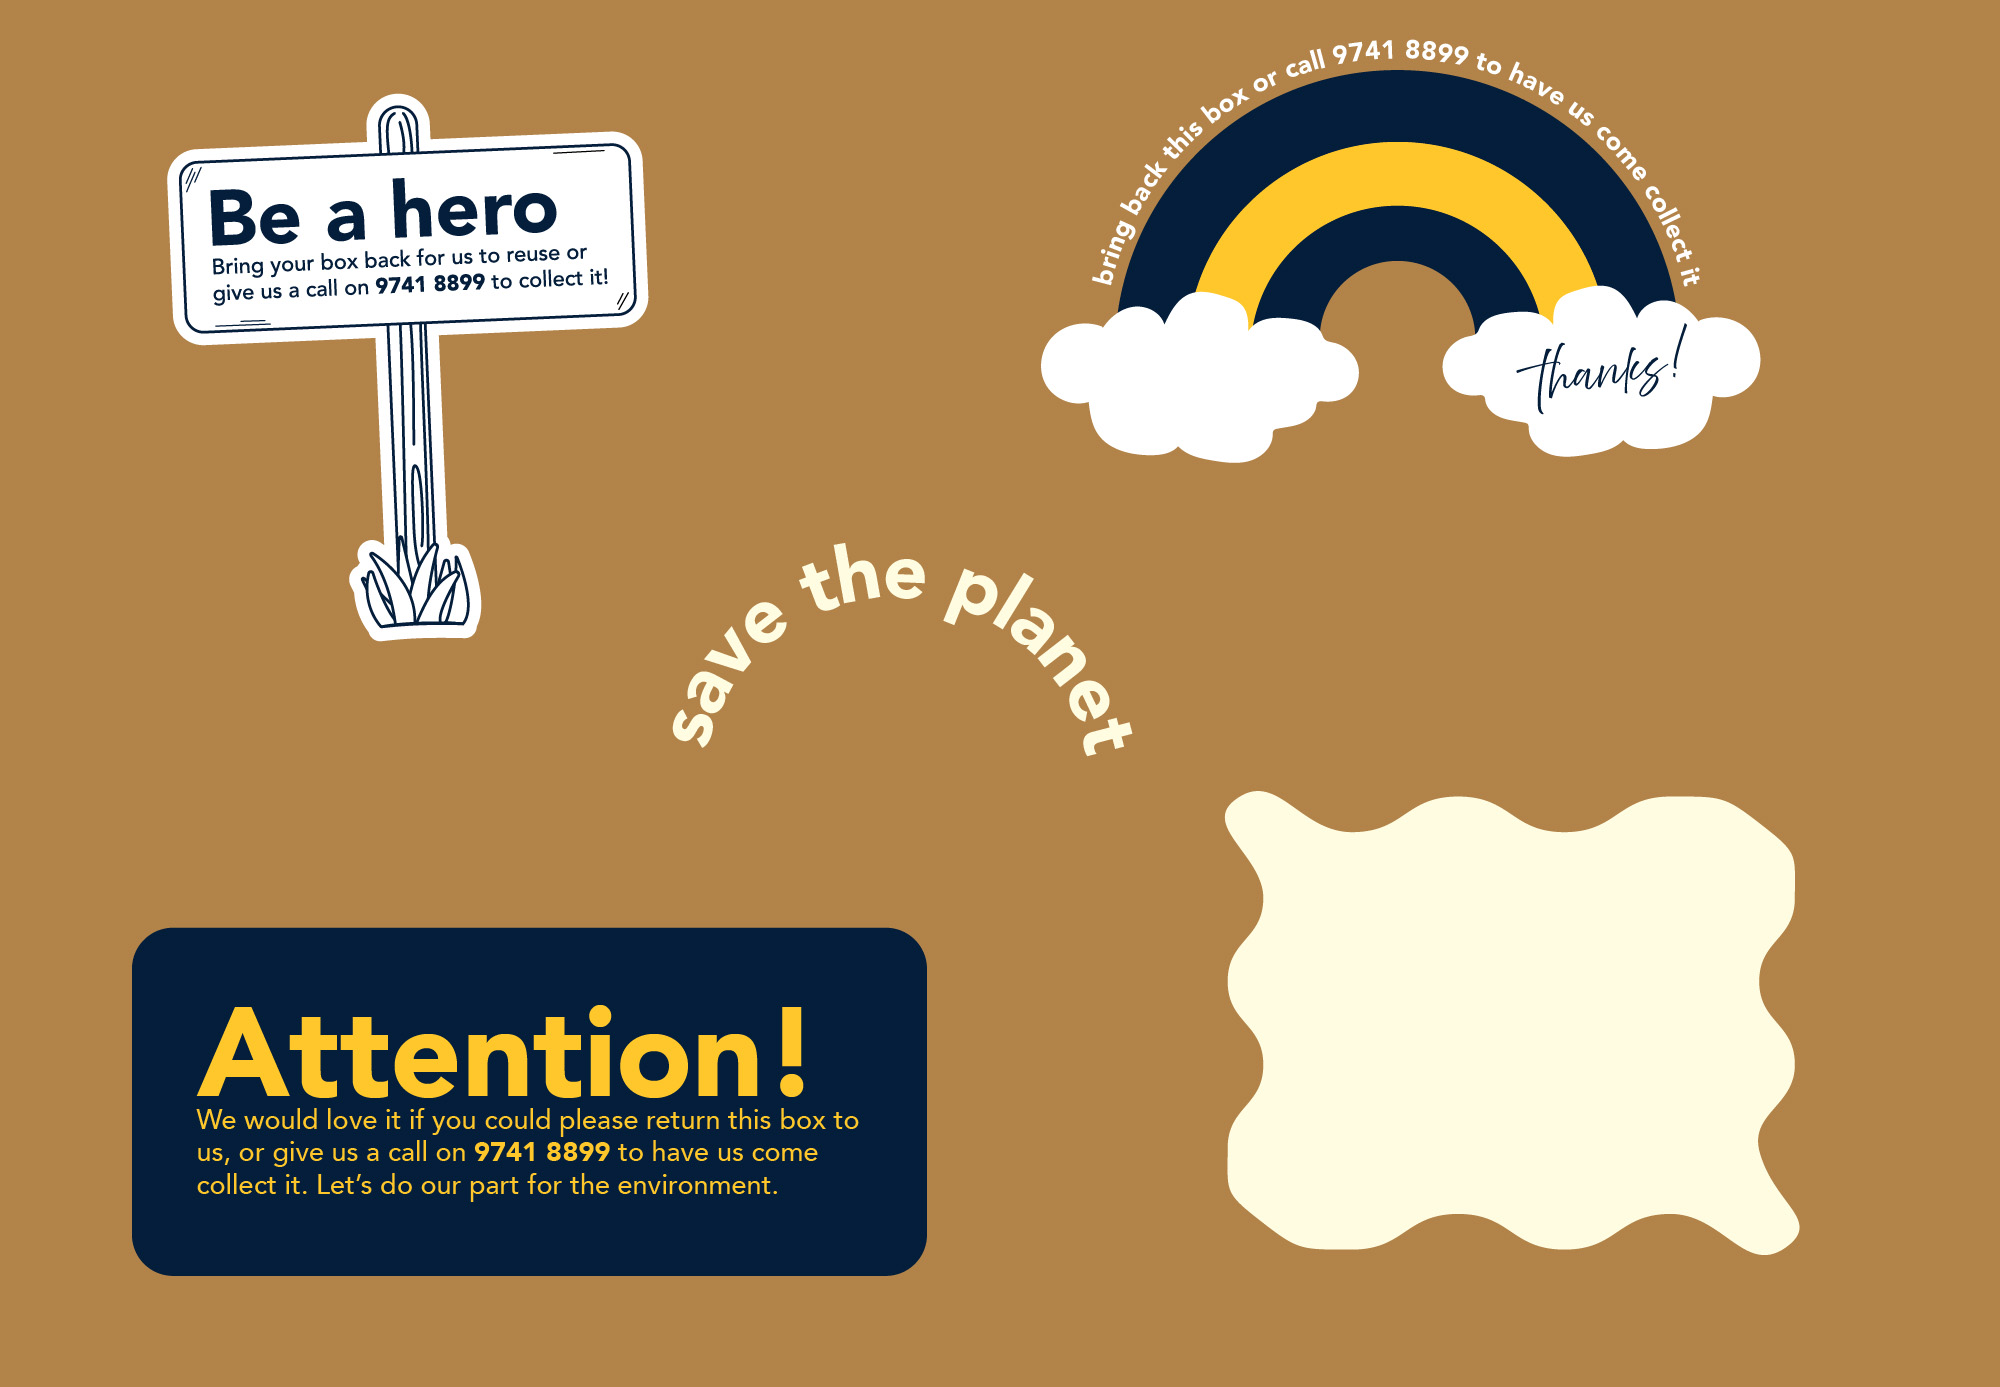 Be a hero
Bring your box back for us to reuse or
give us a call on 9741 8899 to collect it!
bring back this box or call 9741 8899 to have us come collect it
thanks!
save the planet
Attention!
We would love it if you could please return this box to
us, or give us a call on 9741 8899 to have us come
collect it. Let’s do our part for the environment.